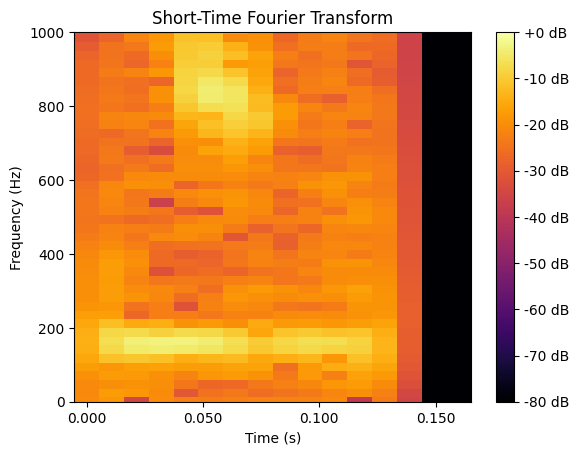 Short-Time Fourier Transform
1000
800
600
400
200
0
Frequency (Hz)
0.000
0.050
0.100
0.150
Time (s)
+0 dB
-10 dB
-20 dB
-30 dB
-40 dB
-50 dB
-60 dB
-70 dB
-80 dB